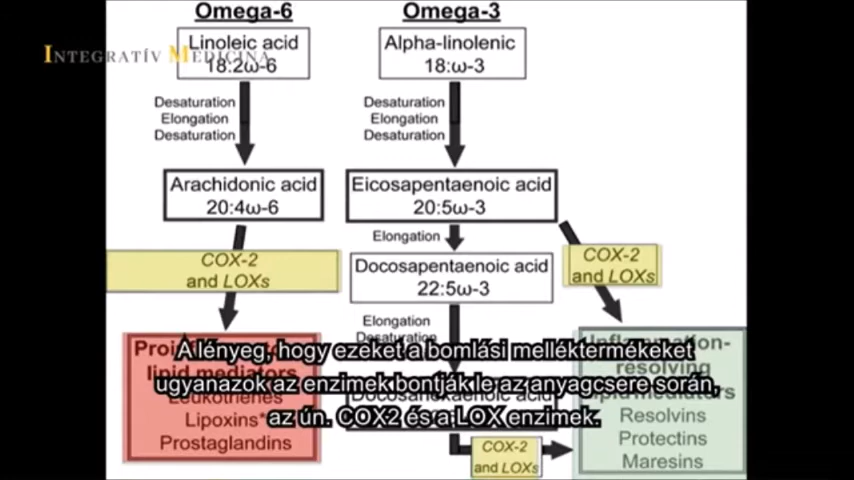 Omega-6
Linoleic acid
18:2ω-6
Desaturation
Elongation
Desaturation
Arachidonic acid
20:4ω-6
COX-2
and LOXs
lipid mediators
Leukotrienes
Lipoxins*
Prostaglandins
Omega-3
Alpha-linolenic
18:ω-3
Desaturation
Elongation
Desaturation
Eicosapentaenoic acid
20:5ω-3
Elongation
Docosapentaenoic acid
22:5ω-3
Elongation
Desaturation
COX-2
and LOXs
COX-2
and LOXs
Inflammation-
resolving
lipid mediators
Resolvins
Protectins
Maresins
INTEGRATÍV MEDICINA
A lényeg, hogy ezeket a bomlási melléktermékeket
ugyanazok az enzimek bontják le az anyagcsere során,
az ún. COX2 és a LOX enzimek.